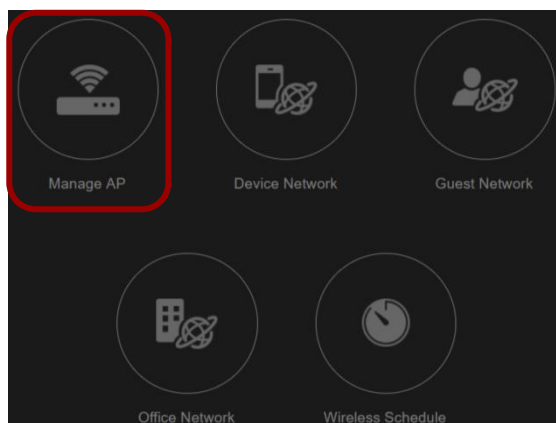 Manage AP
Device Network
Guest Network
Office Network
Wireless Schedule